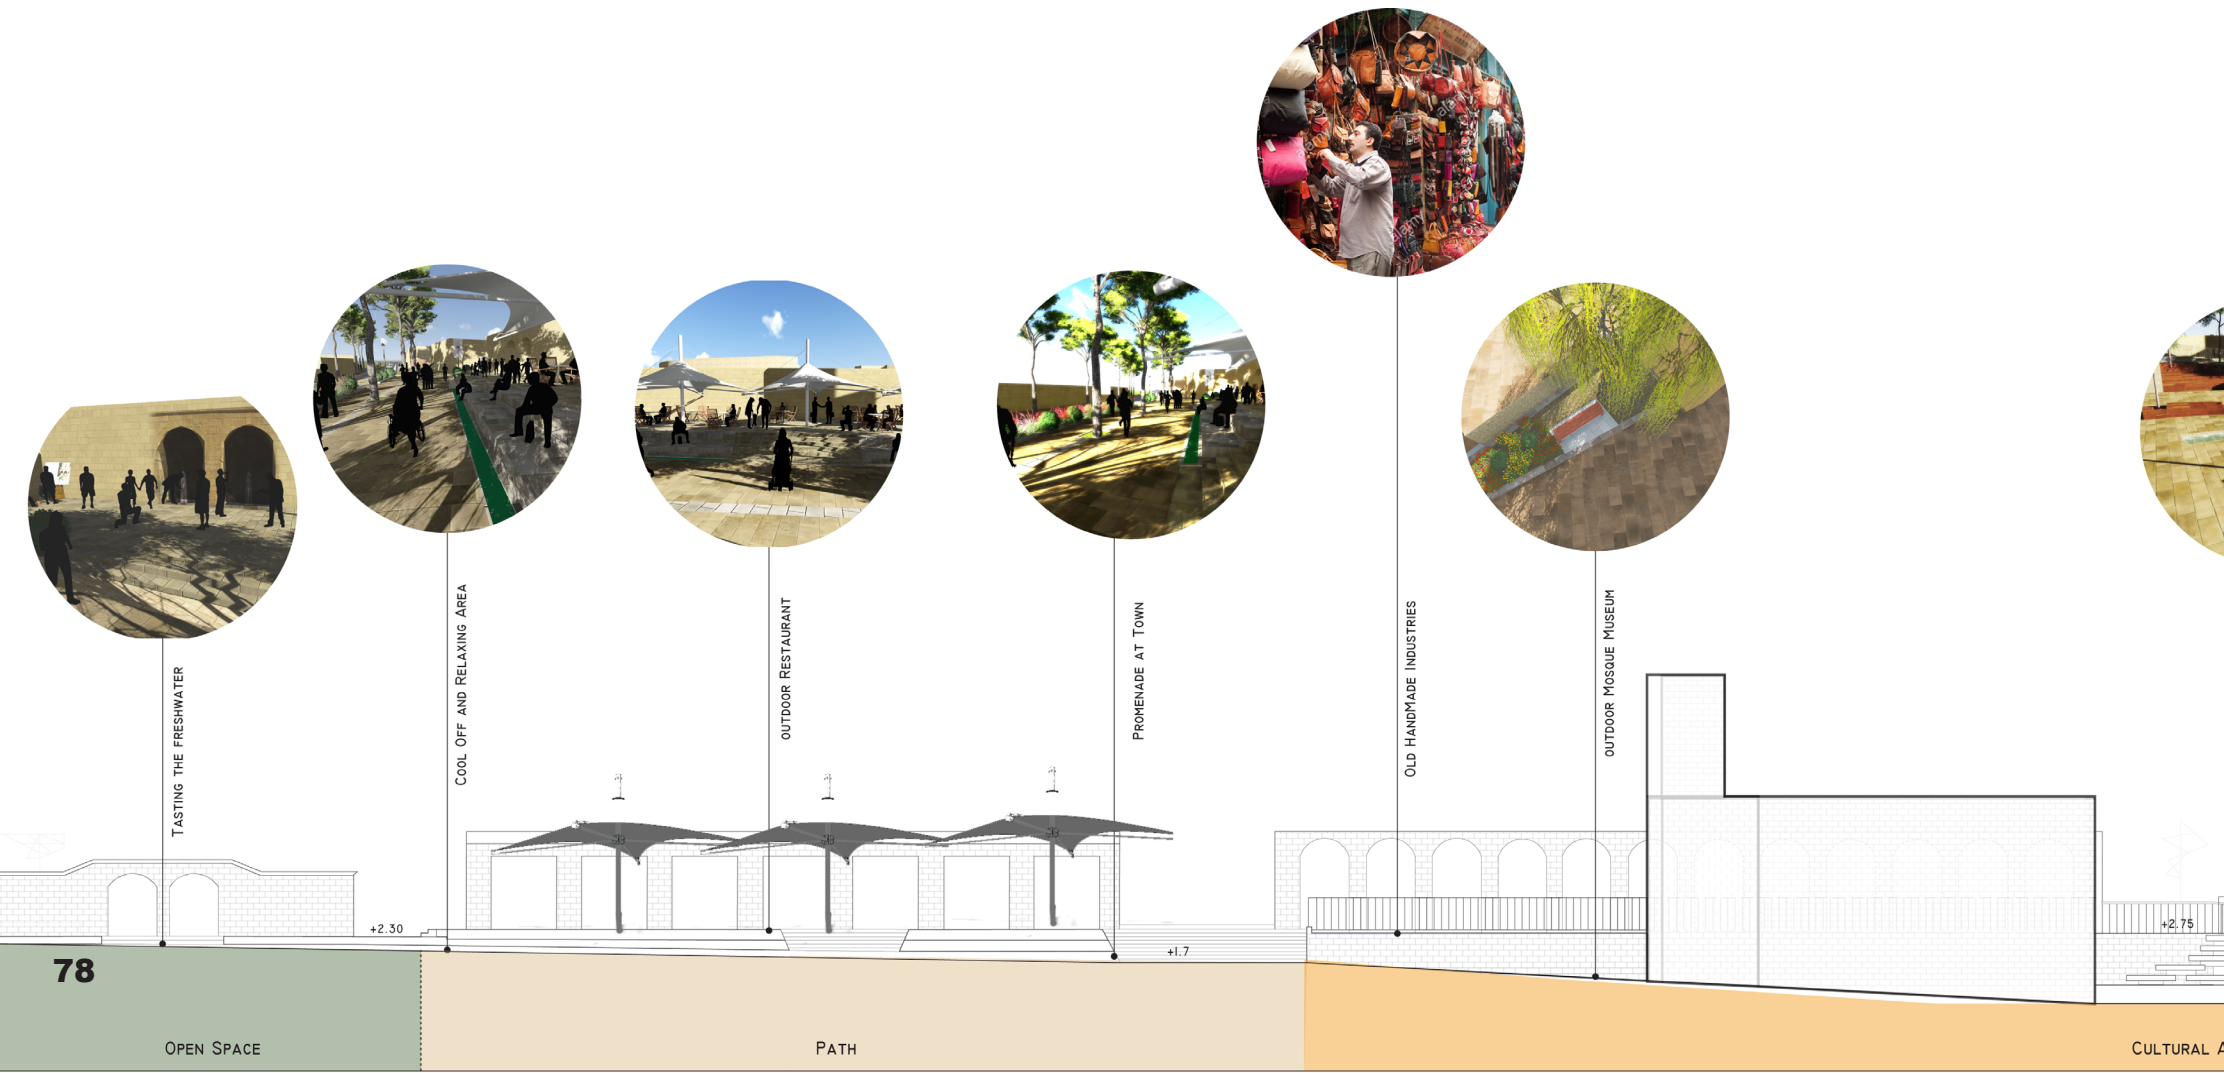 TASTING THE FRESHWATER
COOL OFF AND RELAXING AREA
OUTDOOR RESTAURANT
PROMENADE AT TOWN
OLD HANDMADE INDUSTRIES
OUTDOOR MOSQUE MUSEUM
+2.30
+1.7
+2.75
78
OPEN SPACE
PATH
CULTURAL A